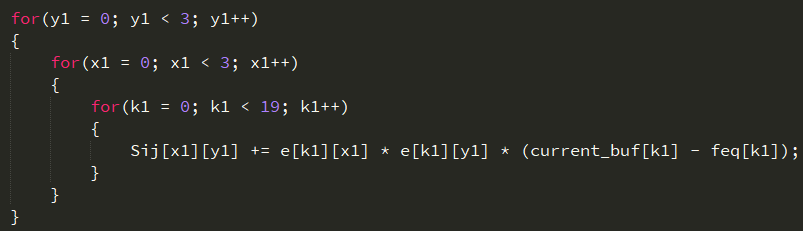 for(y1 = 0; y1 < 3; y1++)
{
    for(x1 = 0; x1 < 3; x1++)
    {
        for(k1 = 0; k1 < 19; k1++)
        {
            Sij[x1][y1] += e[k1][x1] * e[k1][y1] * (current_buf[k1] - feq[k1]);
        }
    }
}